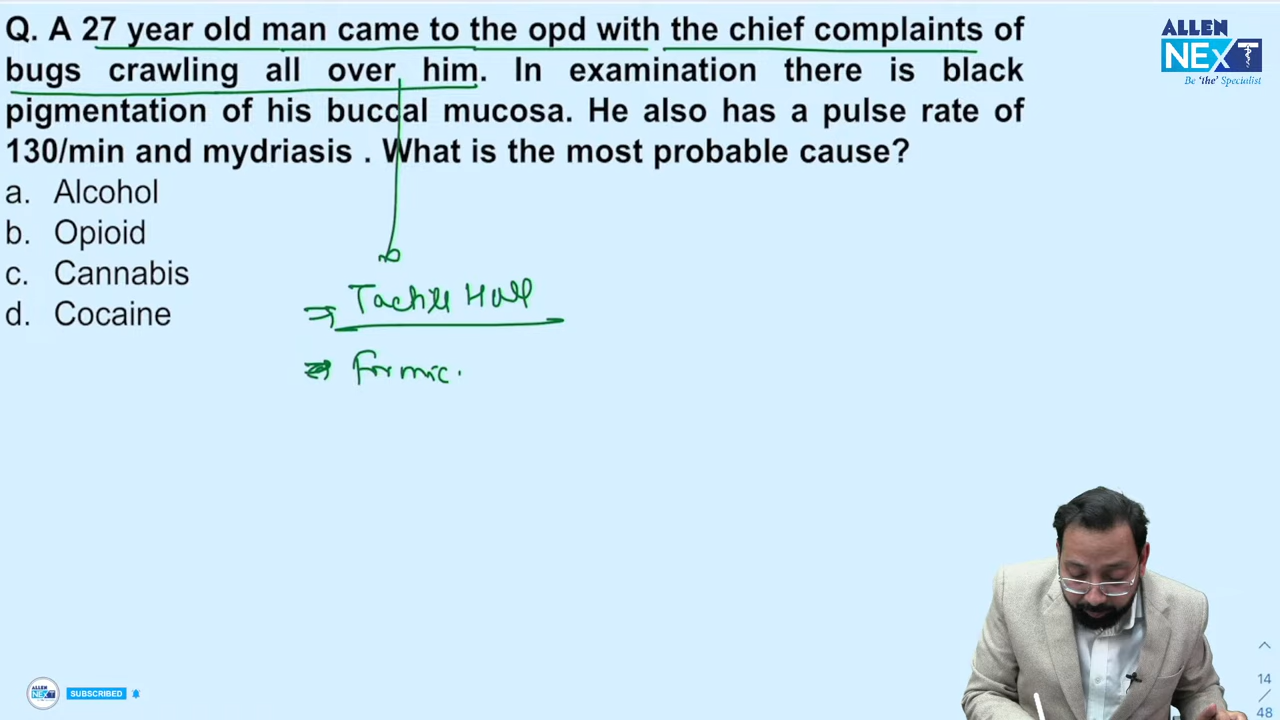 Q. A 27 year old man came to the opd with the chief complaints of
bugs crawling all over him. In examination there is black
pigmentation of his buccal mucosa. He also has a pulse rate of
130/min and mydriasis . What is the most probable cause?
a. Alcohol
b. Opioid
c. Cannabis
d. Cocaine
Tactile Hall
Formic.
ALLEN
NEXT
Be 'the' Specialist
ALLEN
NEXT
SUBSCRIBED
14
/
48